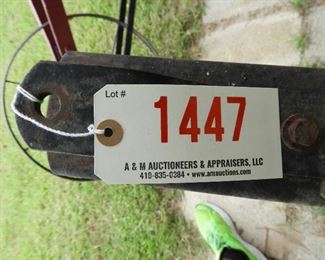 Lot #
1447
A & M AUCTIONEERS & APPRAISERS, LLC
410-835-0384 • www.amauctions.com